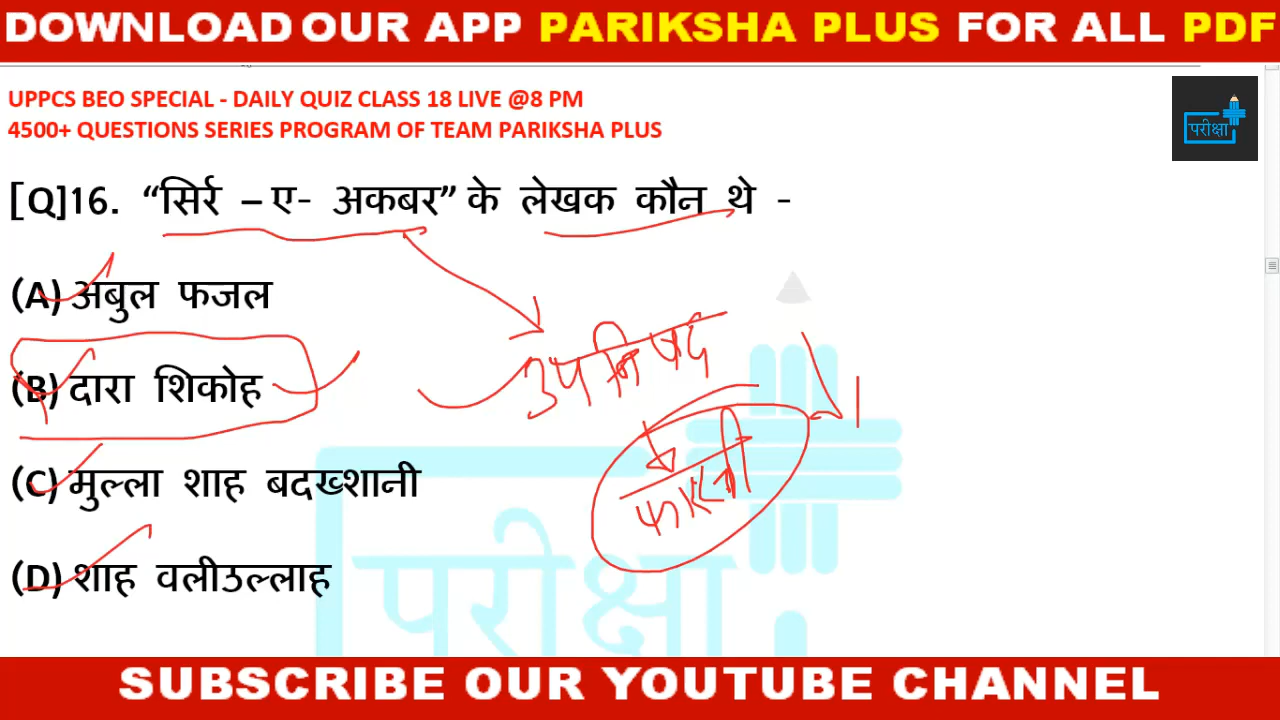 DOWNLOAD OUR APP PARIKSHA PLUS FOR ALL PDF
UPPCS BEO SPECIAL - DAILY QUIZ CLASS 18 LIVE @8 PM
4500+ QUESTIONS SERIES PROGRAM OF TEAM PARIKSHA PLUS
परीक्षा
[Q]16. “सिर्र – ए- अकबर” के लेखक कौन थे -
(A) अबुल फजल
(B) दारा शिकोह
उपनिषद
(C) मुल्ला शाह बदख्शानी
फारसी
(D) शाह वलीउल्लाह
परीक्षा
SUBSCRIBE OUR YOUTUBE CHANNEL